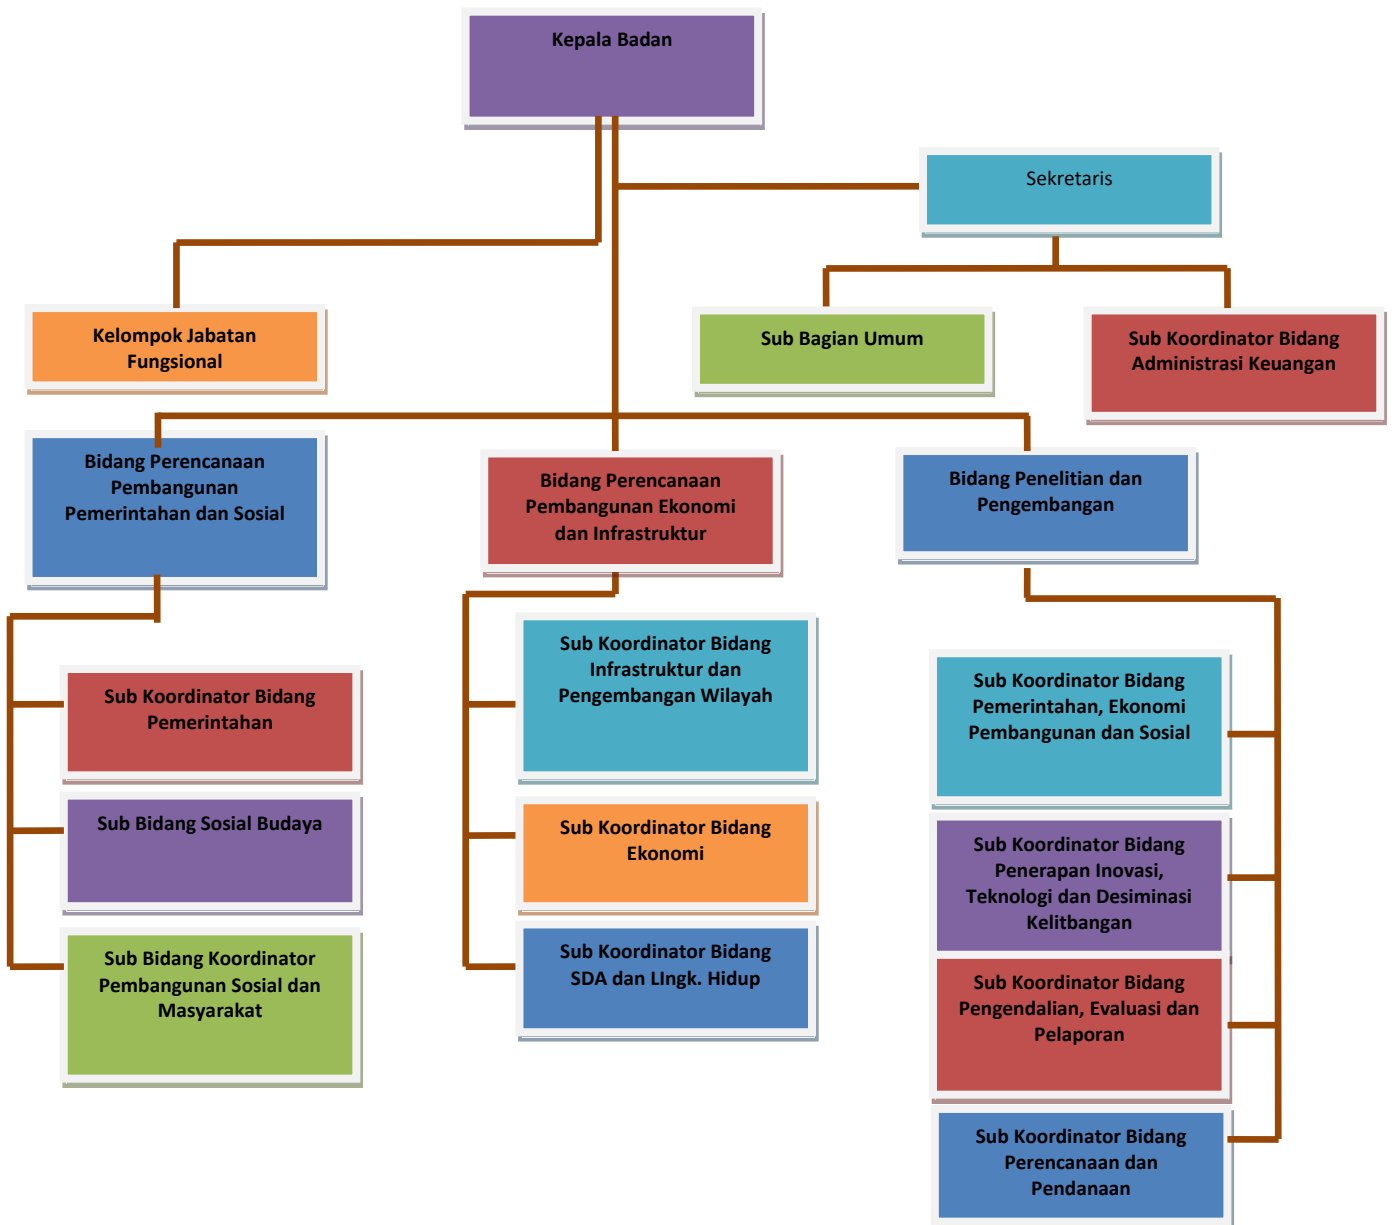 Kepala Badan
Sekretaris
Kelompok Jabatan
Fungsional
Sub Bagian Umum
Sub Koordinator Bidang
Administrasi Keuangan
Bidang Perencanaan
Pembangunan
Pemerintahan dan Sosial
Bidang Perencanaan
Pembangunan Ekonomi
dan Infrastruktur
Bidang Penelitian dan
Pengembangan
Sub Koordinator Bidang
Pemerintahan
Sub Bidang Sosial Budaya
Sub Bidang Koordinator
Pembangunan Sosial dan
Masyarakat
Sub Koordinator Bidang
Infrastruktur dan
Pengembangan Wilayah
Sub Koordinator Bidang
Ekonomi
Sub Koordinator Bidang
SDA dan LIngk. Hidup
Sub Koordinator Bidang
Pemerintahan, Ekonomi
Pembangunan dan Sosial
Sub Koordinator Bidang
Penerapan Inovasi,
Teknologi dan Desiminasi
Kelitbangan
Sub Koordinator Bidang
Pengendalian, Evaluasi dan
Pelaporan
Sub Koordinator Bidang
Perencanaan dan
Pendanaan